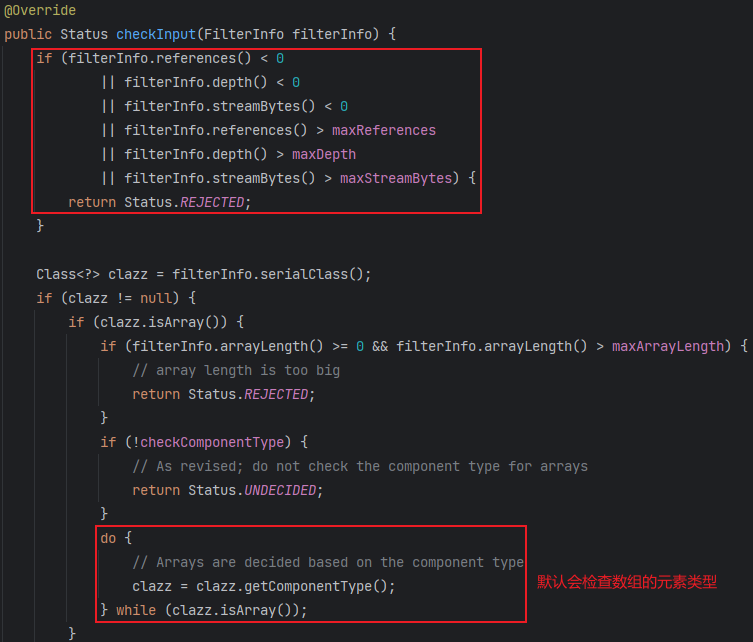 @Override
public Status checkInput(FilterInfo filterInfo) {
    if (filterInfo.references() < 0
            || filterInfo.depth() < 0
            || filterInfo.streamBytes() < 0
            || filterInfo.references() > maxReferences
            || filterInfo.depth() > maxDepth
            || filterInfo.streamBytes() > maxStreamBytes) {
        return Status.REJECTED;
    }

    Class<?> clazz = filterInfo.serialClass();
    if (clazz != null) {
        if (clazz.isArray()) {
            if (filterInfo.arrayLength() >= 0 && filterInfo.arrayLength() > maxArrayLength) {
                // array length is too big
                return Status.REJECTED;
            }
            if (!checkComponentType) {
                // As revised; do not check the component type for arrays
                return Status.UNDECIDED;
            }
            do {
                // Arrays are decided based on the component type
默认会检查数组的元素类型
                clazz = clazz.getComponentType();
            } while (clazz.isArray());
        }